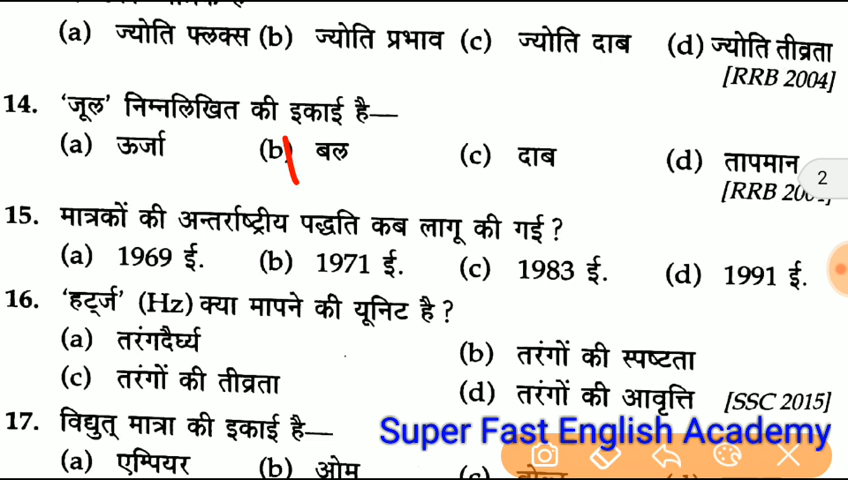 (a) ज्योति फ्लक्स (b) ज्योति प्रभाव (c) ज्योति दाब (d) ज्योति तीव्रता
[RRB 2004]
14. ‘जूल’ निम्नलिखित की इकाई है—
(a) ऊर्जा (b) बल (c) दाब (d) तापमान
[RRB
2
15. मात्रकों की अन्तर्राष्ट्रीय पद्धति कब लागू की गई ?
(a) 1969 ई. (b) 1971 ई. (c) 1983 ई. (d) 1991 ई.
16. ‘हर्ट्ज’ (Hz) क्या मापने की यूनिट है ?
(a) तरंगदैर्घ्य (b) तरंगों की स्पष्टता
(c) तरंगों की तीव्रता (d) तरंगों की आवृत्ति [SSC 2015]
17. विद्युत् मात्रा की इकाई है—
Super Fast English Academy
(a) एम्पियर (b) ओम (c)